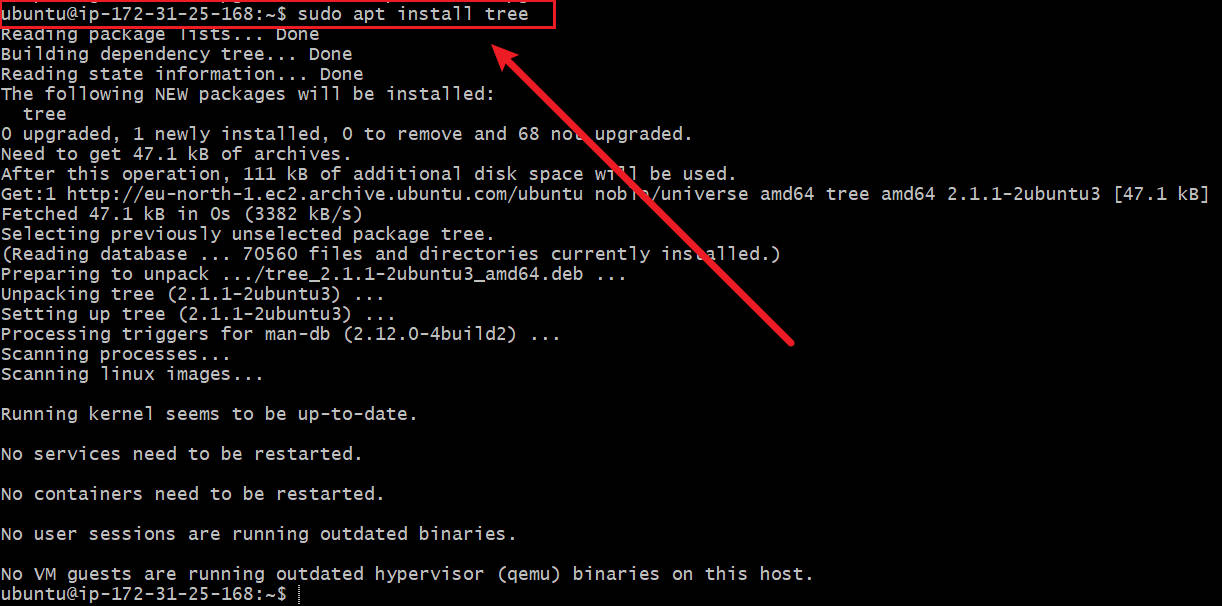 ubuntu@ip-172-31-25-168:~$ sudo apt install tree
Reading package lists... Done
Building dependency tree... Done
Reading state information... Done
The following NEW packages will be installed:
  tree
0 upgraded, 1 newly installed, 0 to remove and 68 not upgraded.
Need to get 47.1 kB of archives.
After this operation, 111 kB of additional disk space will be used.
Get:1 http://eu-north-1.ec2.archive.ubuntu.com/ubuntu noble/universe amd64 tree amd64 2.1.1-2ubuntu3 [47.1 kB]
Fetched 47.1 kB in 0s (3382 kB/s)
Selecting previously unselected package tree.
(Reading database ... 70560 files and directories currently installed.)
Preparing to unpack .../tree_2.1.1-2ubuntu3_amd64.deb ...
Unpacking tree (2.1.1-2ubuntu3) ...
Setting up tree (2.1.1-2ubuntu3) ...
Processing triggers for man-db (2.12.0-4build2) ...
Scanning processes...
Scanning linux images...
Running kernel seems to be up-to-date.
No services need to be restarted.
No containers need to be restarted.
No user sessions are running outdated binaries.
No VM guests are running outdated hypervisor (qemu) binaries on this host.
ubuntu@ip-172-31-25-168:~$